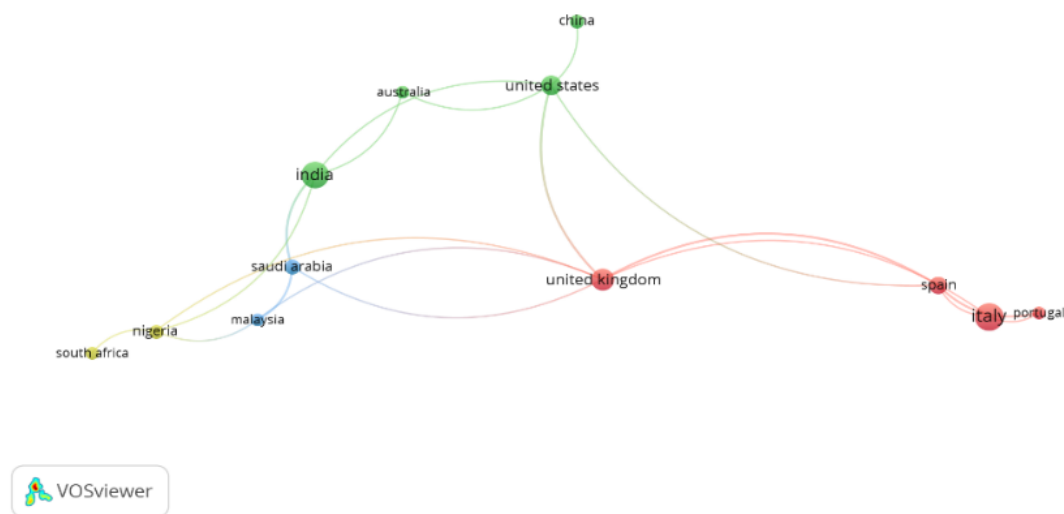 china
united states
australia
india
saudi arabia
united kingdom
spain
italy
portugal
malaysia
nigeria
south africa
VOSviewer